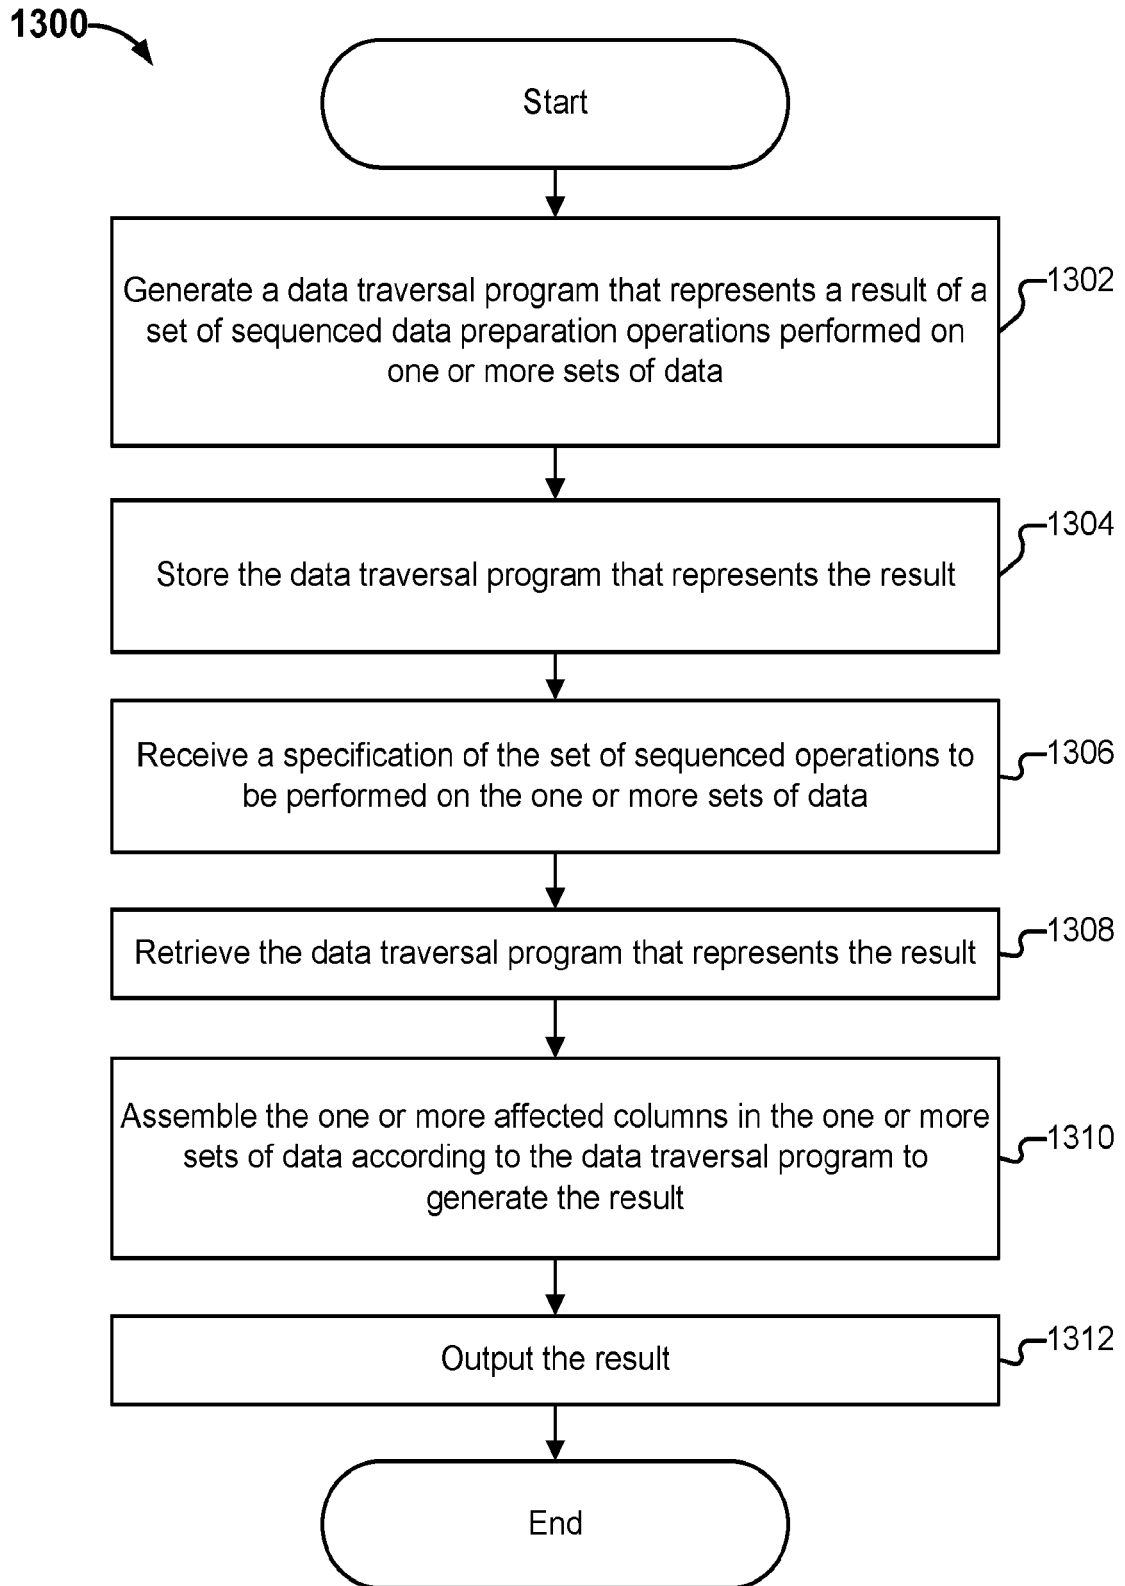 1300
Start
Generate a data traversal program that represents a result of a
set of sequenced data preparation operations performed on
one or more sets of data
1302
Store the data traversal program that represents the result
1304
Receive a specification of the set of sequenced operations to
be performed on the one or more sets of data
1306
Retrieve the data traversal program that represents the result
1308
Assemble the one or more affected columns in the one or more
sets of data according to the data traversal program to
generate the result
1310
Output the result
1312
End